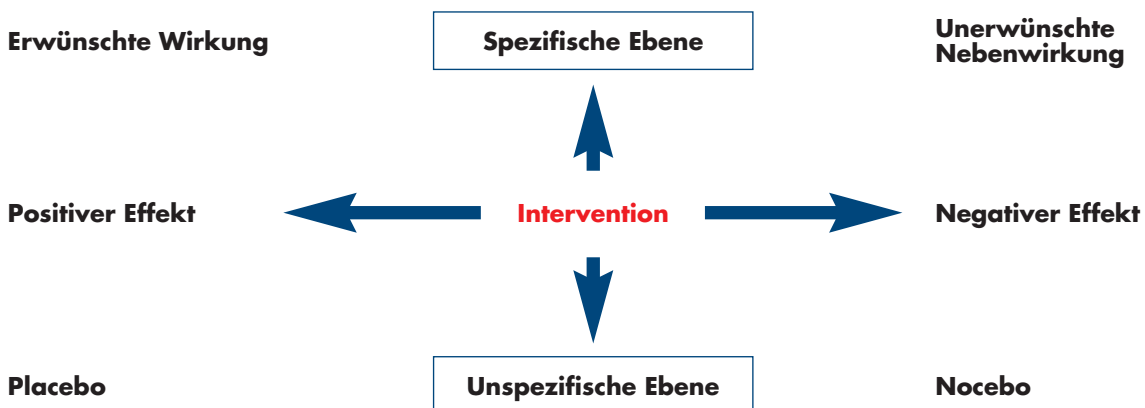 Erwünschte Wirkung
Spezifische Ebene
Unerwünschte
Nebenwirkung
Positiver Effekt
Intervention
Negativer Effekt
Placebo
Unspezifische Ebene
Nocebo